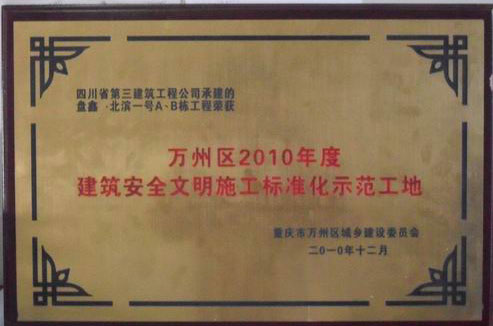 四川省第三建筑工程公司承建的
盘鑫·北滨一号A、B栋工程荣获
万州区2010年度
建筑安全文明施工标准化示范工地
重庆市万州区城乡建设委员会
二〇一〇年十二月